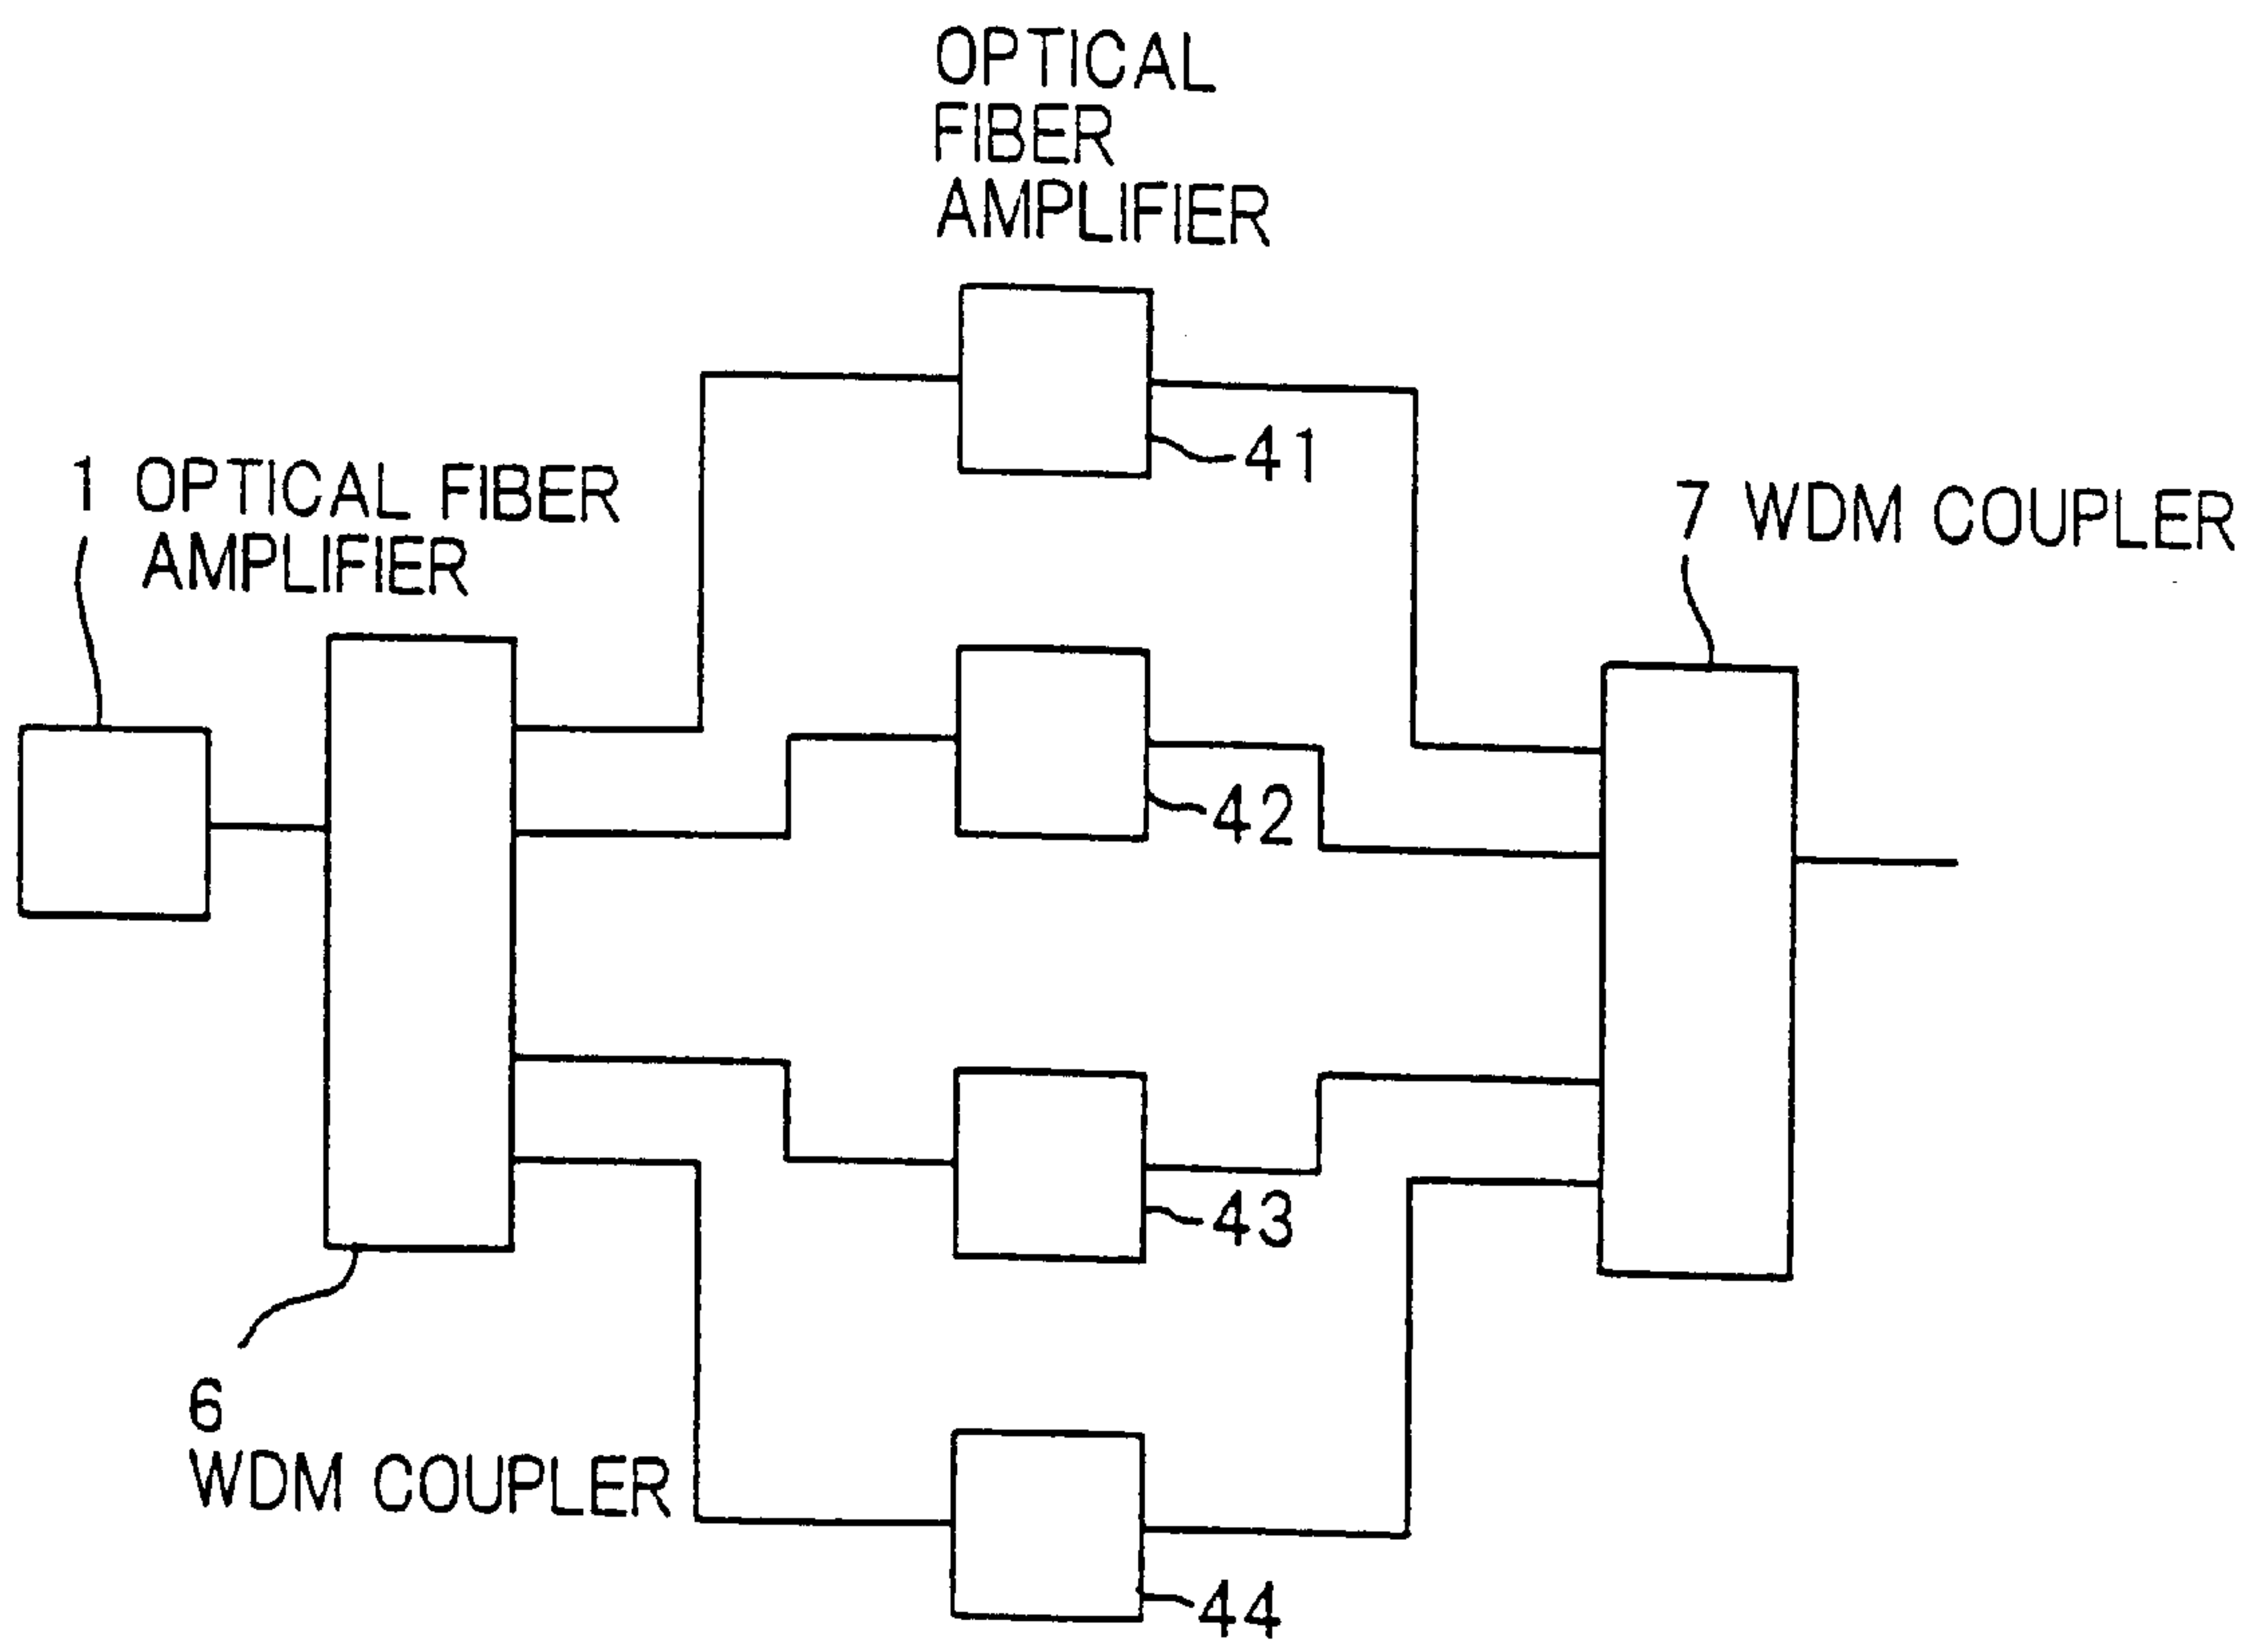 OPTICAL
FIBER
AMPLIFIER
41
1 OPTICAL FIBER
AMPLIFIER
7 WDM COUPLER
42
43
6
WDM COUPLER
44